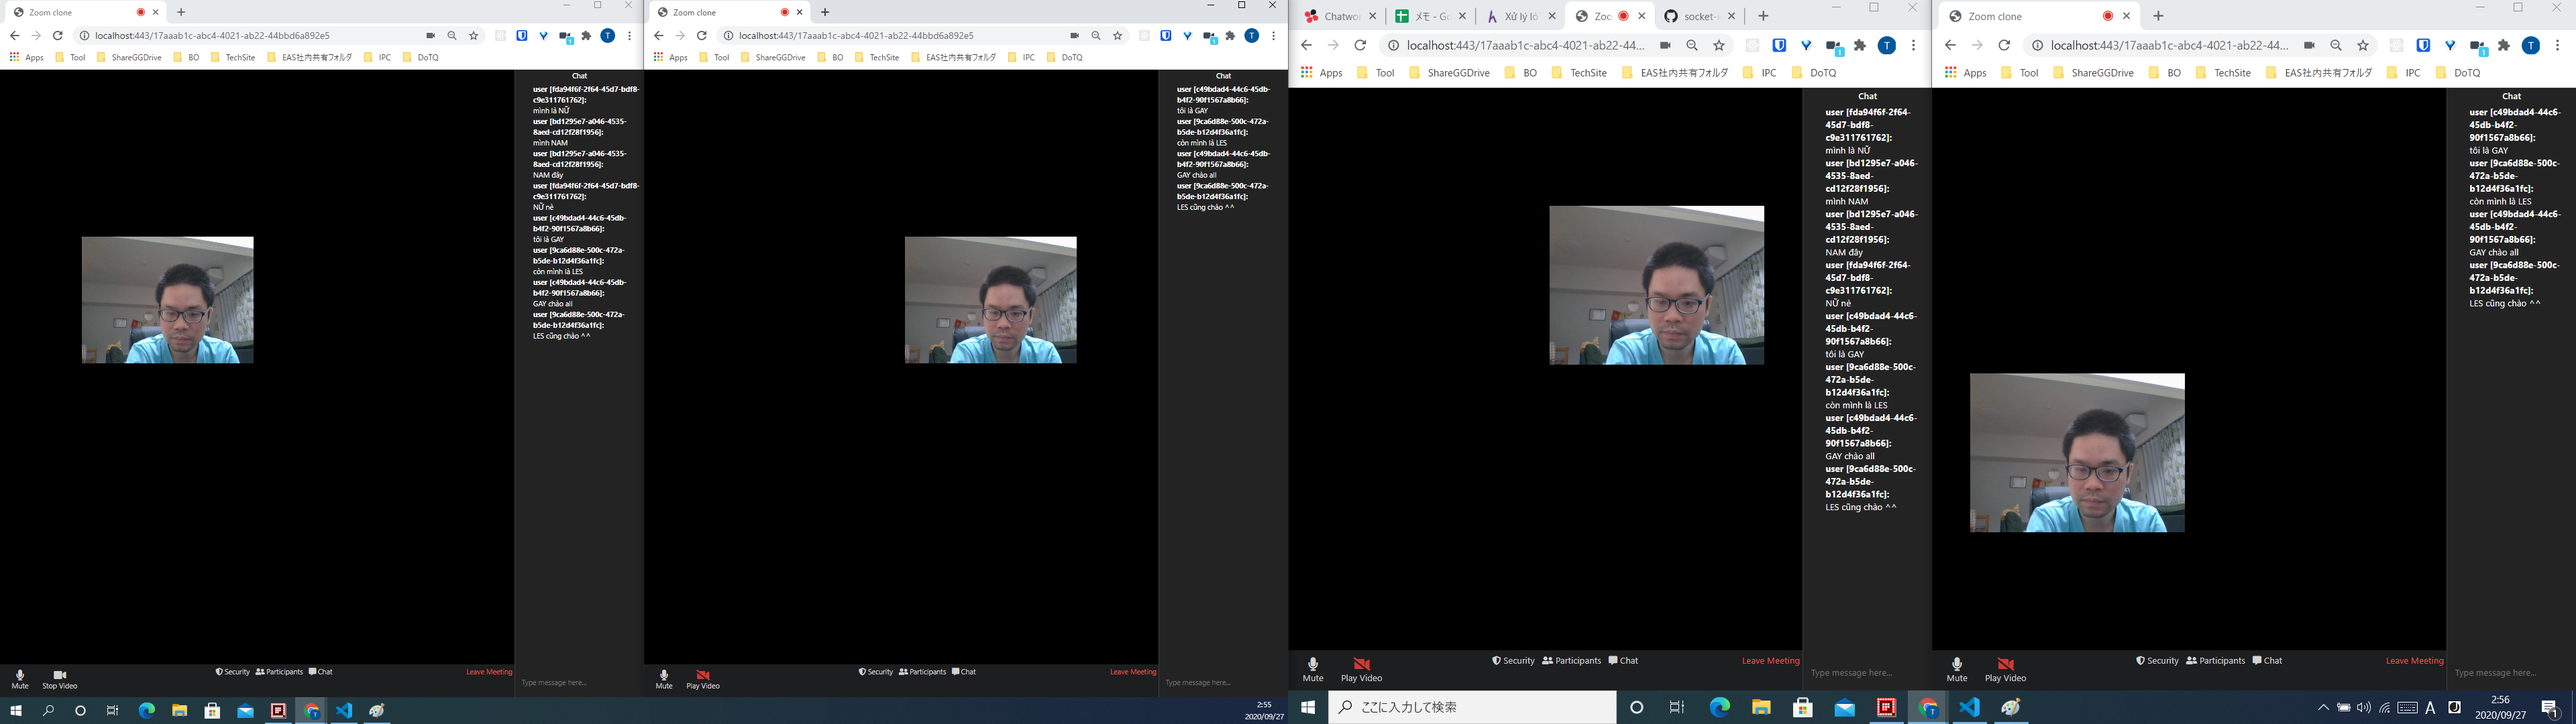 Zoom clone
localhost:443/17aaab1c-abc4-4021-ab22-44bbd6a892e5
Apps Tool ShareGGDrive BO TechSite EAS社内共有フォルダ IPC DoTQ
Chat
user [fda94f6f-2f64-45d7-bdf8-
c9e311761762]:
mình là NỮ
user [bd1295e7-a046-4535-
8aed-cd12f28f1956]:
mình NAM
user [bd1295e7-a046-4535-
8aed-cd12f28f1956]:
NAM đây
user [fda94f6f-2f64-45d7-bdf8-
c9e311761762]:
NỮ nè
user [c49bdad4-44c6-45db-
b4f2-90f1567a8b66]:
tôi là GAY
user [9ca6d88e-500c-472a-
b5de-b12d4f36a1fc]:
còn mình là LES
user [c49bdad4-44c6-45db-
b4f2-90f1567a8b66]:
GAY chào all
user [9ca6d88e-500c-472a-
b5de-b12d4f36a1fc]:
LES cũng chào ^^
Mute Stop Video Security Participants Chat Leave Meeting
Type message here...
Zoom clone
localhost:443/17aaab1c-abc4-4021-ab22-44bbd6a892e5
Apps Tool ShareGGDrive BO TechSite EAS社内共有フォルダ IPC DoTQ
Chat
user [c49bdad4-44c6-45db-
b4f2-90f1567a8b66]:
tôi là GAY
user [9ca6d88e-500c-472a-
b5de-b12d4f36a1fc]:
còn mình là LES
user [c49bdad4-44c6-45db-
b4f2-90f1567a8b66]:
GAY chào all
user [9ca6d88e-500c-472a-
b5de-b12d4f36a1fc]:
LES cũng chào ^^
Mute Play Video Security Participants Chat Leave Meeting
Type message here...
2:55
2020/09/27
Chatwor メモ - Go Xử lý lỗ Zoo socket-
localhost:443/17aaab1c-abc4-4021-ab22-44...
Apps Tool ShareGGDrive BO TechSite EAS社内共有フォルダ IPC DoTQ
Chat
user [fda94f6f-2f64-
45d7-bdf8-
c9e311761762]:
mình là NỮ
user [bd1295e7-a046-
4535-8aed-
cd12f28f1956]:
mình NAM
user [bd1295e7-a046-
4535-8aed-
cd12f28f1956]:
NAM đây
user [fda94f6f-2f64-
45d7-bdf8-
c9e311761762]:
NỮ nè
user [c49bdad4-44c6-
45db-b4f2-
90f1567a8b66]:
tôi là GAY
user [9ca6d88e-500c-
472a-b5de-
b12d4f36a1fc]:
còn mình là LES
user [c49bdad4-44c6-
45db-b4f2-
90f1567a8b66]:
GAY chào all
user [9ca6d88e-500c-
472a-b5de-
b12d4f36a1fc]:
LES cũng chào ^^
Mute Play Video Security Participants Chat Leave Meeting
Type message here...
Zoom clone
localhost:443/17aaab1c-abc4-4021-ab22-44...
Apps Tool ShareGGDrive BO TechSite EAS社内共有フォルダ IPC DoTQ
Chat
user [c49bdad4-44c6-
45db-b4f2-
90f1567a8b66]:
tôi là GAY
user [9ca6d88e-500c-
472a-b5de-
b12d4f36a1fc]:
còn mình là LES
user [c49bdad4-44c6-
45db-b4f2-
90f1567a8b66]:
GAY chào all
user [9ca6d88e-500c-
472a-b5de-
b12d4f36a1fc]:
LES cũng chào ^^
Mute Play Video Security Participants Chat Leave Meeting
Type message here...
ここに入力して検索
A
2:56
2020/09/27